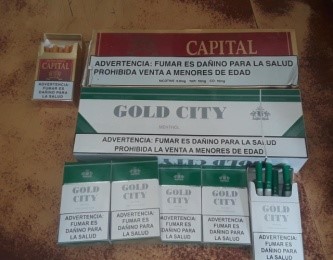 CAPITAL
ADVERTENCIA: FUMAR ES DAÑINO PARA LA SALUD
PROHIBIDA VENTA A MENORES DE EDAD
CAPITAL
ADVERTENCIA:
FUMAR ES
DAÑINO PARA
LA SALUD
GOLD CITY
MENTHOL
ADVERTENCIA: FUMAR ES DAÑINO PARA LA SALUD
PROHIBIDA LA VENTA A MENORES DE EDAD
GOLD CITY
GOLD
CITY
ADVERTENCIA:
FUMAR ES
DAÑINO PARA
LA SALUD
GOLD
CITY
ADVERTENCIA:
FUMAR ES
DAÑINO PARA
LA SALUD
GOLD
CITY
ADVERTENCIA:
FUMAR ES
DAÑINO PARA
LA SALUD
GOLD
CITY
ADVERTENCIA:
FUMAR ES
DAÑINO PARA
LA SALUD
GOLD
CITY
ADVERTENCIA:
FUMAR ES
DAÑINO PARA
LA SALUD